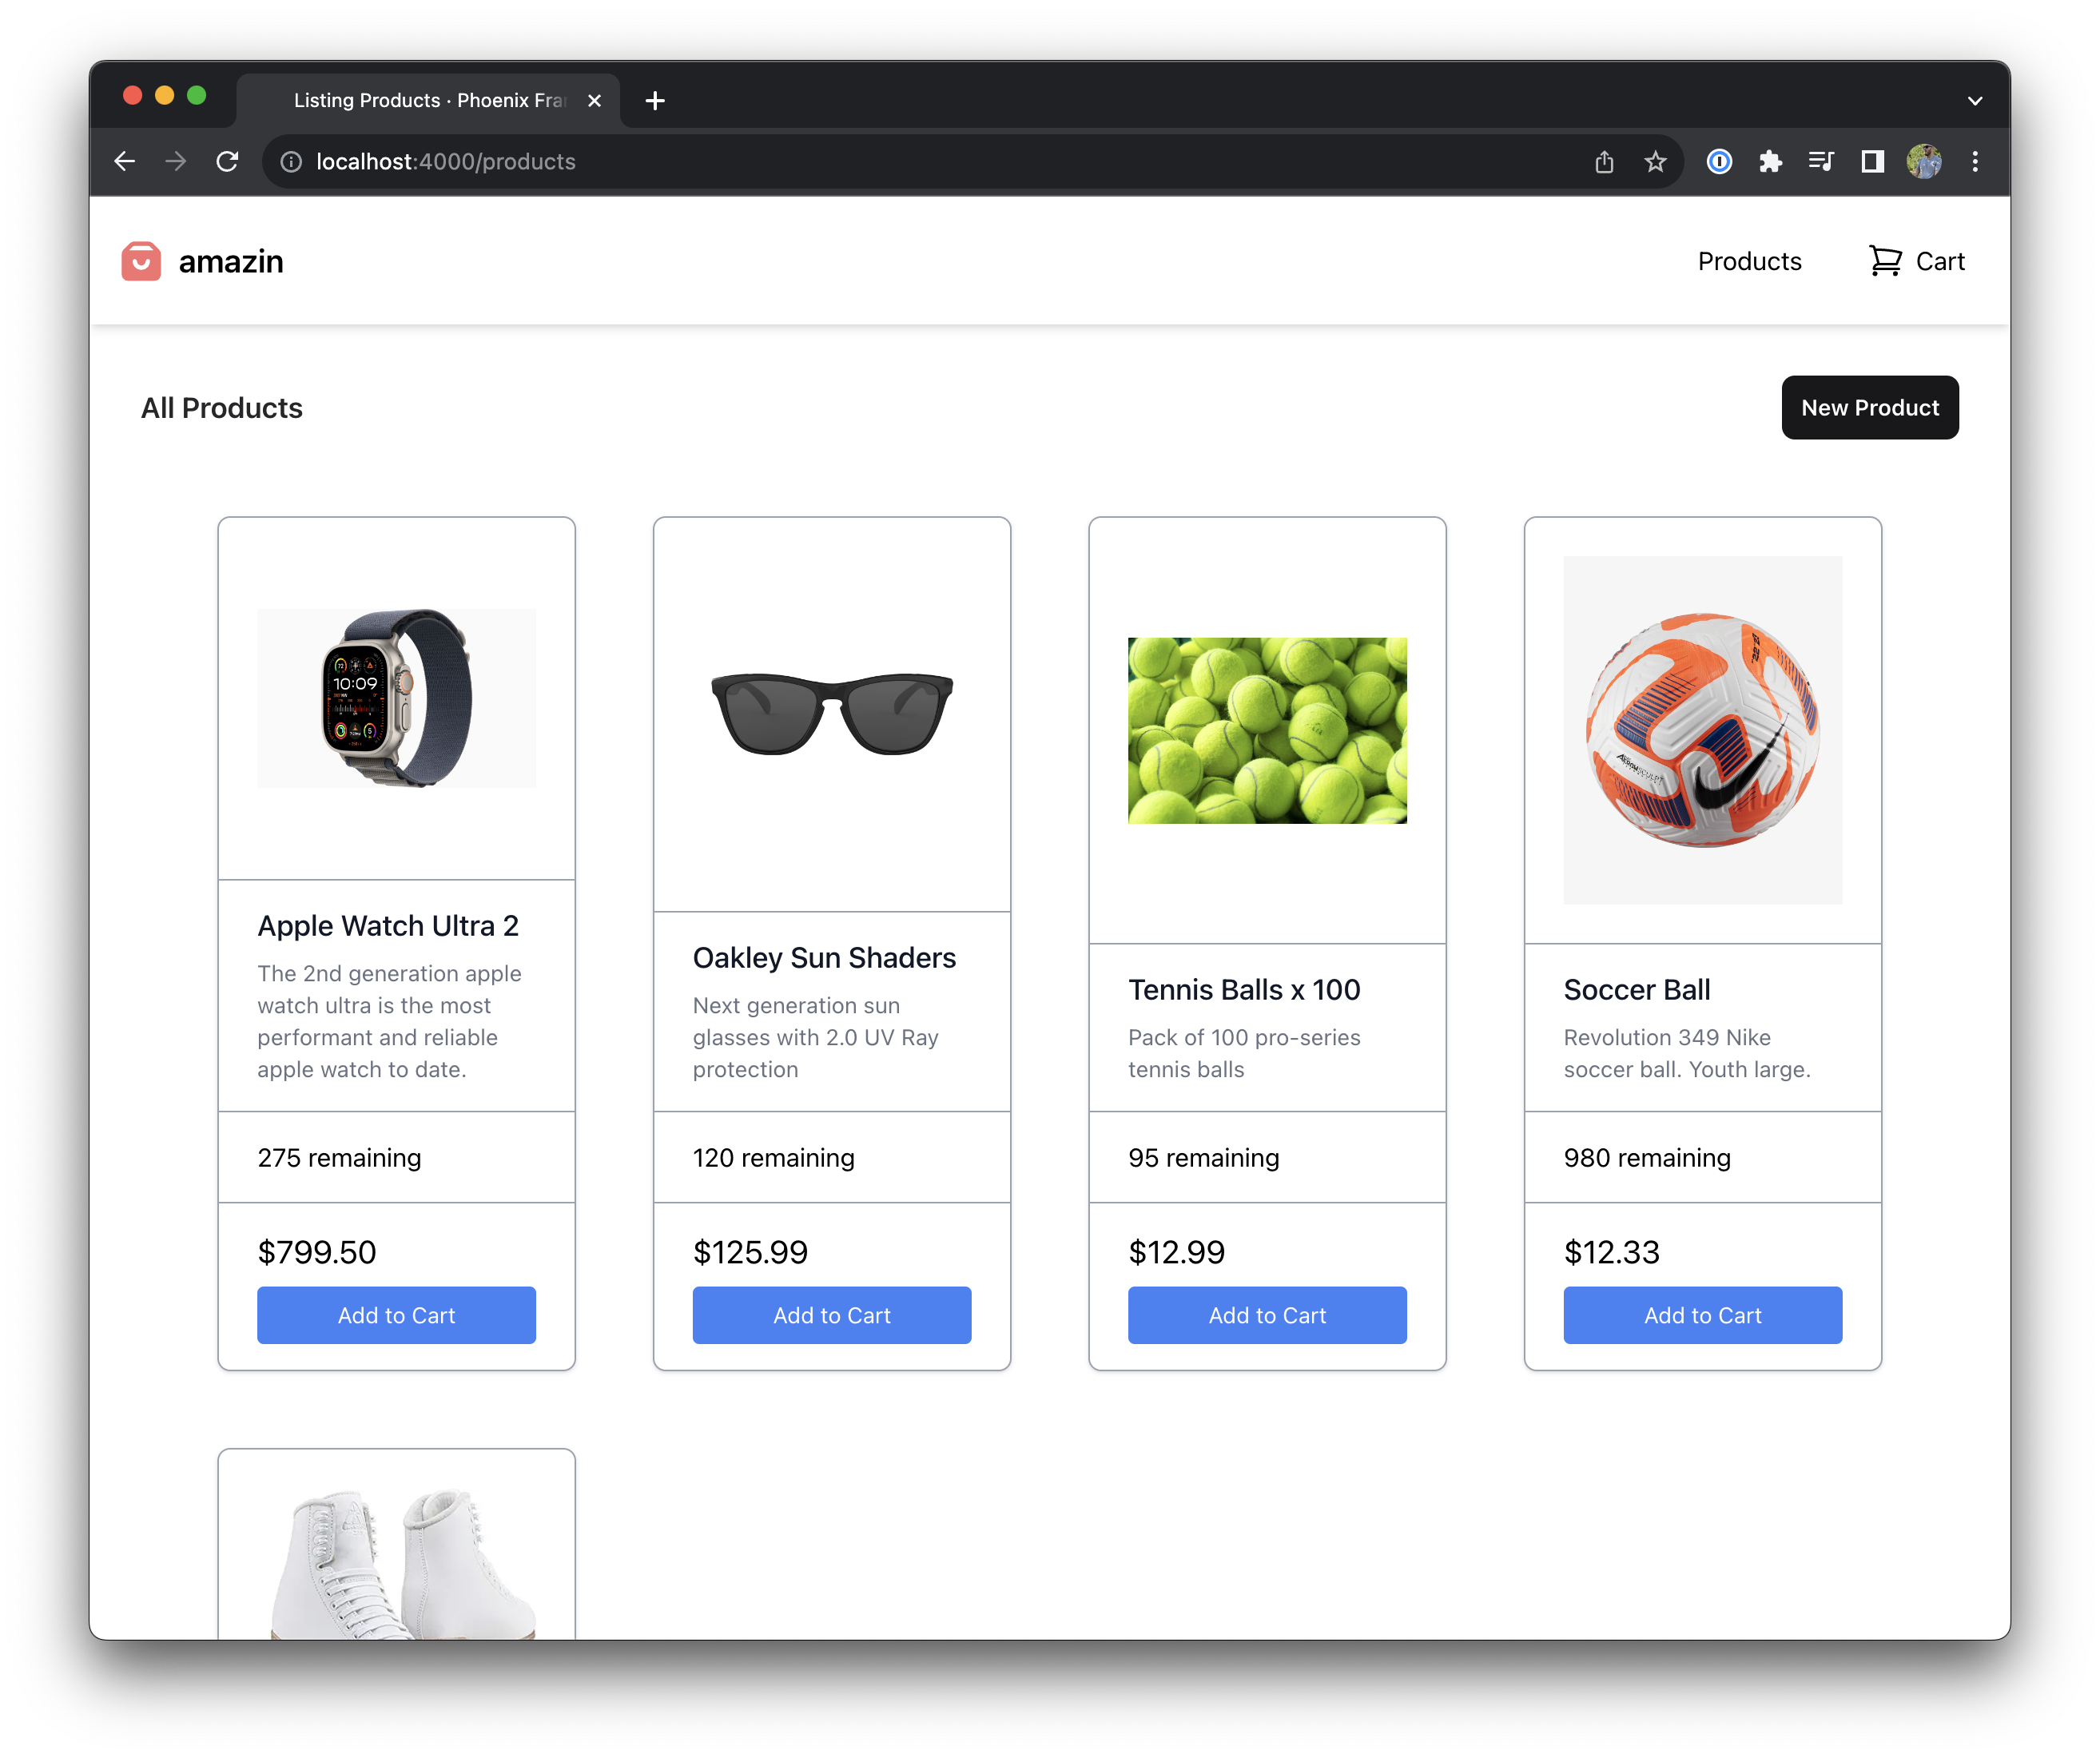 Listing Products · Phoenix Fra
localhost:4000/products
amazin
Products
Cart
All Products
New Product
10:09
Apple Watch Ultra 2
The 2nd generation apple
watch ultra is the most
performant and reliable
apple watch to date.
275 remaining
$799.50
Add to Cart
Oakley Sun Shaders
Next generation sun
glasses with 2.0 UV Ray
protection
120 remaining
$125.99
Add to Cart
Tennis Balls x 100
Pack of 100 pro-series
tennis balls
95 remaining
$12.99
Add to Cart
Soccer Ball
Revolution 349 Nike
soccer ball. Youth large.
980 remaining
$12.33
Add to Cart